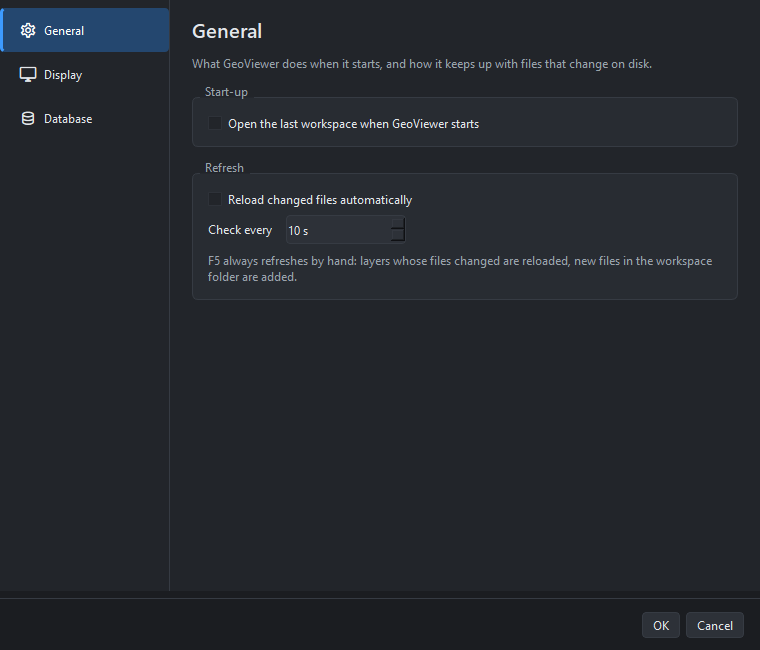 General
Display
Database
General
What GeoViewer does when it starts, and how it keeps up with files that change on disk.
Start-up
Open the last workspace when GeoViewer starts
Refresh
Reload changed files automatically
Check every 10 s
F5 always refreshes by hand: layers whose files changed are reloaded, new files in the workspace
folder are added.
OK Cancel